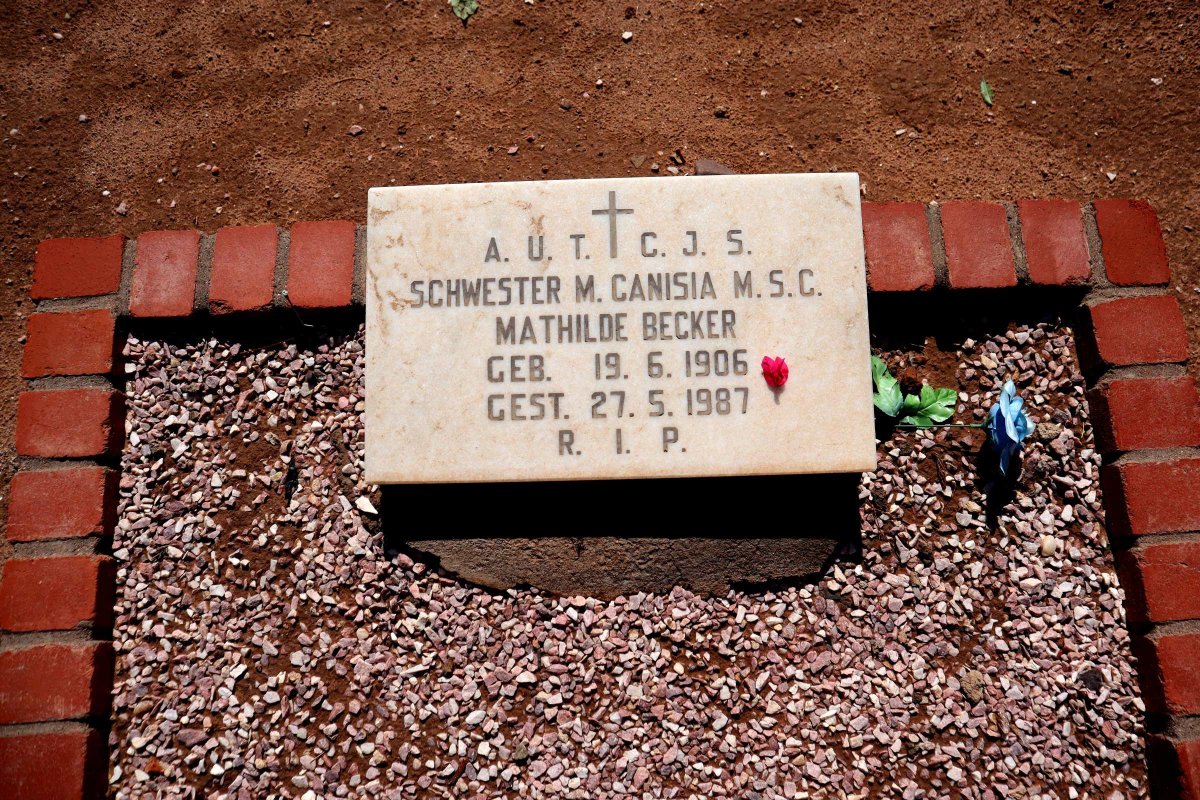 A. U. T. C. J. S.
SCHWESTER M. CANISIA M.S.C.
MATHILDE BECKER
GEB. 19. 6. 1906
GEST. 27. 5. 1987
R. I. P.